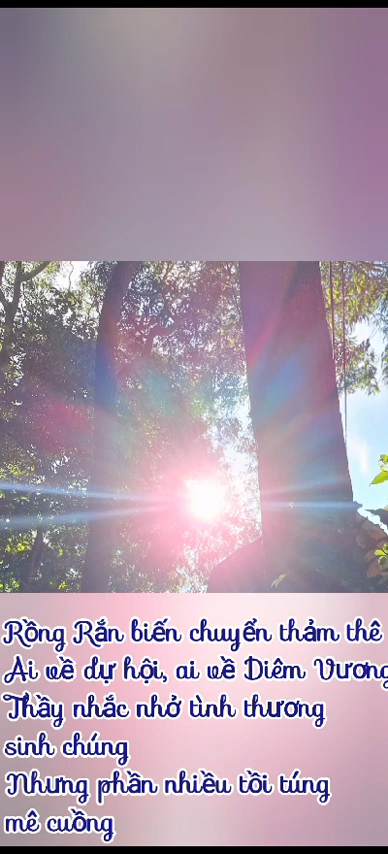 Rồng Rắn biến chuyển thảm thê
Ai về dự hội, ai về Diêm Vương
Thầy nhắc nhở tình thương
sinh chúng
Nhưng phần nhiều tồi túng
mê cuồng